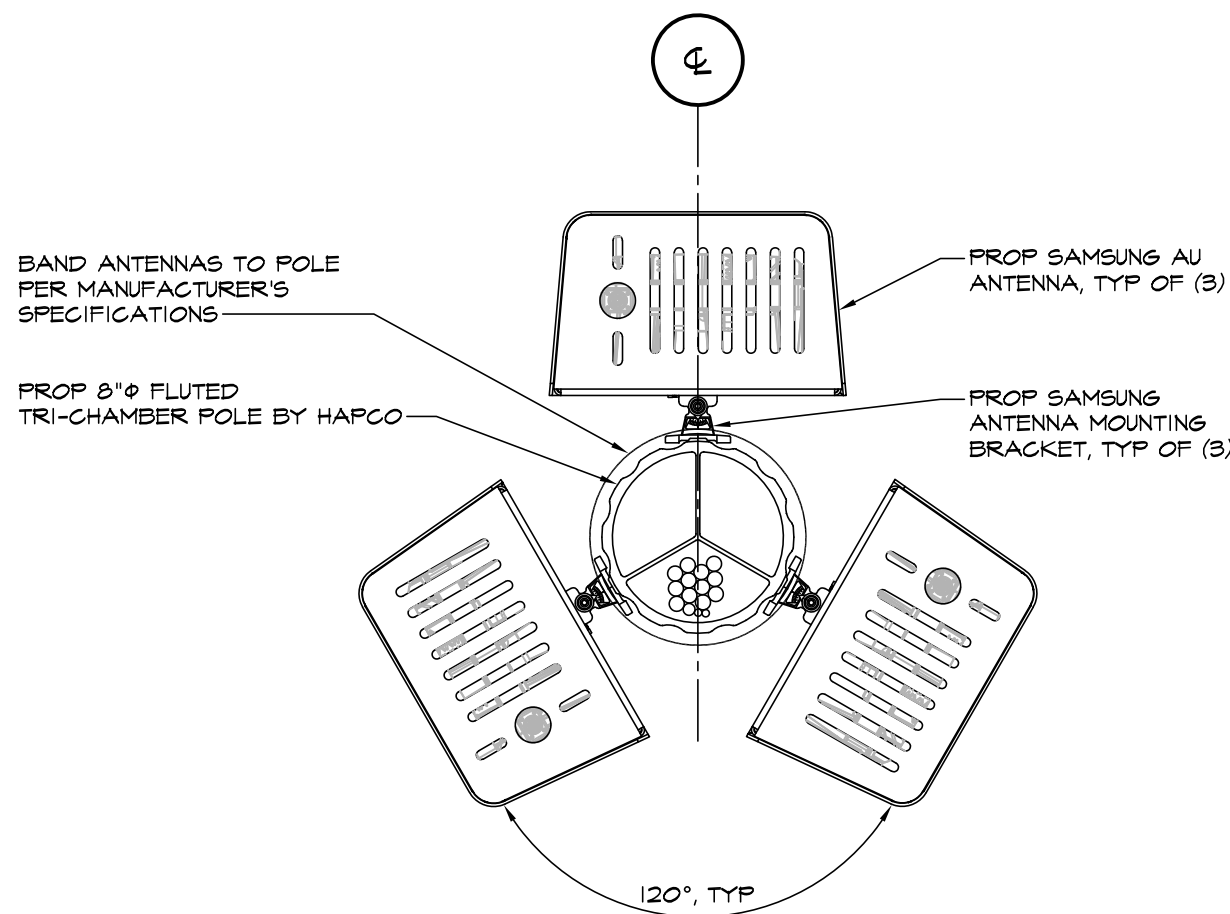 ℄
BAND ANTENNAS TO POLE
PER MANUFACTURER'S
SPECIFICATIONS
PROP 8"Φ FLUTED
TRI-CHAMBER POLE BY HAPCO
PROP SAMSUNG AU
ANTENNA, TYP OF (3)
PROP SAMSUNG
ANTENNA MOUNTING
BRACKET, TYP OF (3)
120°, TYP